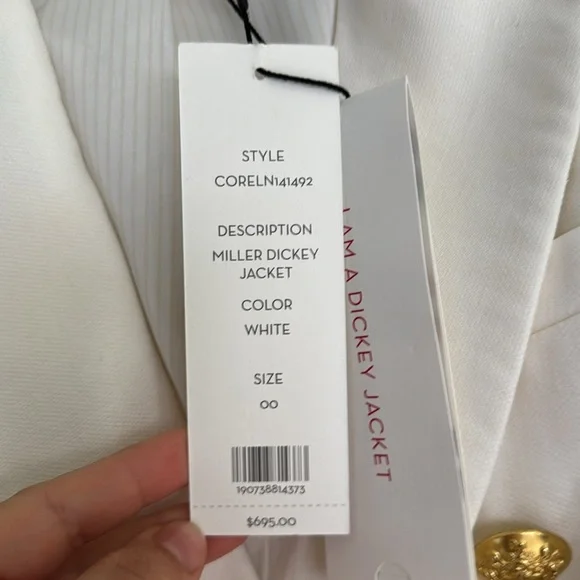 STYLE
CORELN141492
DESCRIPTION
MILLER DICKEY
JACKET
COLOR
WHITE
SIZE
00
190738814373
$695.00
I AM A DICKEY JACKET